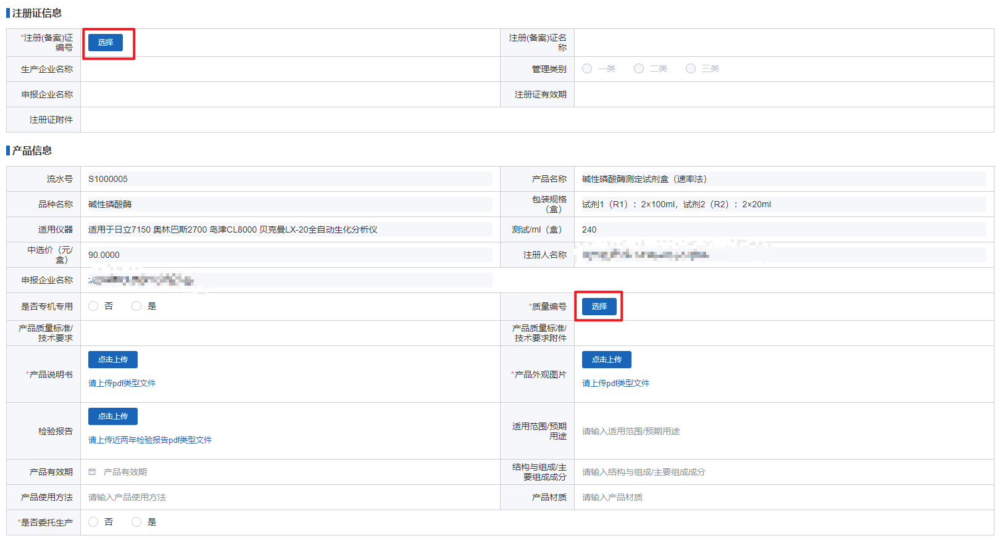 注册证信息
*注册(备案)证编号
选择
注册(备案)证名称
生产企业名称
管理类别
一类 二类 三类
申报企业名称
注册证有效期
注册证附件
产品信息
流水号
S1000005
产品名称
碱性磷酸酶测定试剂盒（速率法）
品种名称
碱性磷酸酶
包装规格（盒）
试剂1（R1）：2×100ml，试剂2（R2）：2×20ml
适用仪器
适用于日立7150 奥林巴斯2700 岛津CL8000 贝克曼LX-20全自动生化分析仪
测试/ml（盒）
240
中选价（元/盒）
90.0000
注册人名称
申报企业名称
是否专机专用
否 是
*质量编号
选择
产品质量标准/技术要求
产品质量标准/技术要求附件
*产品说明书
点击上传
请上传pdf类型文件
*产品外观图片
点击上传
请上传pdf类型文件
检验报告
点击上传
请上传近两年检验报告pdf类型文件
适用范围/预期用途
请输入适用范围/预期用途
产品有效期
产品有效期
结构与组成/主要组成成分
请输入结构与组成/主要组成成分
产品使用方法
请输入产品使用方法
产品材质
请输入产品材质
*是否委托生产
否 是